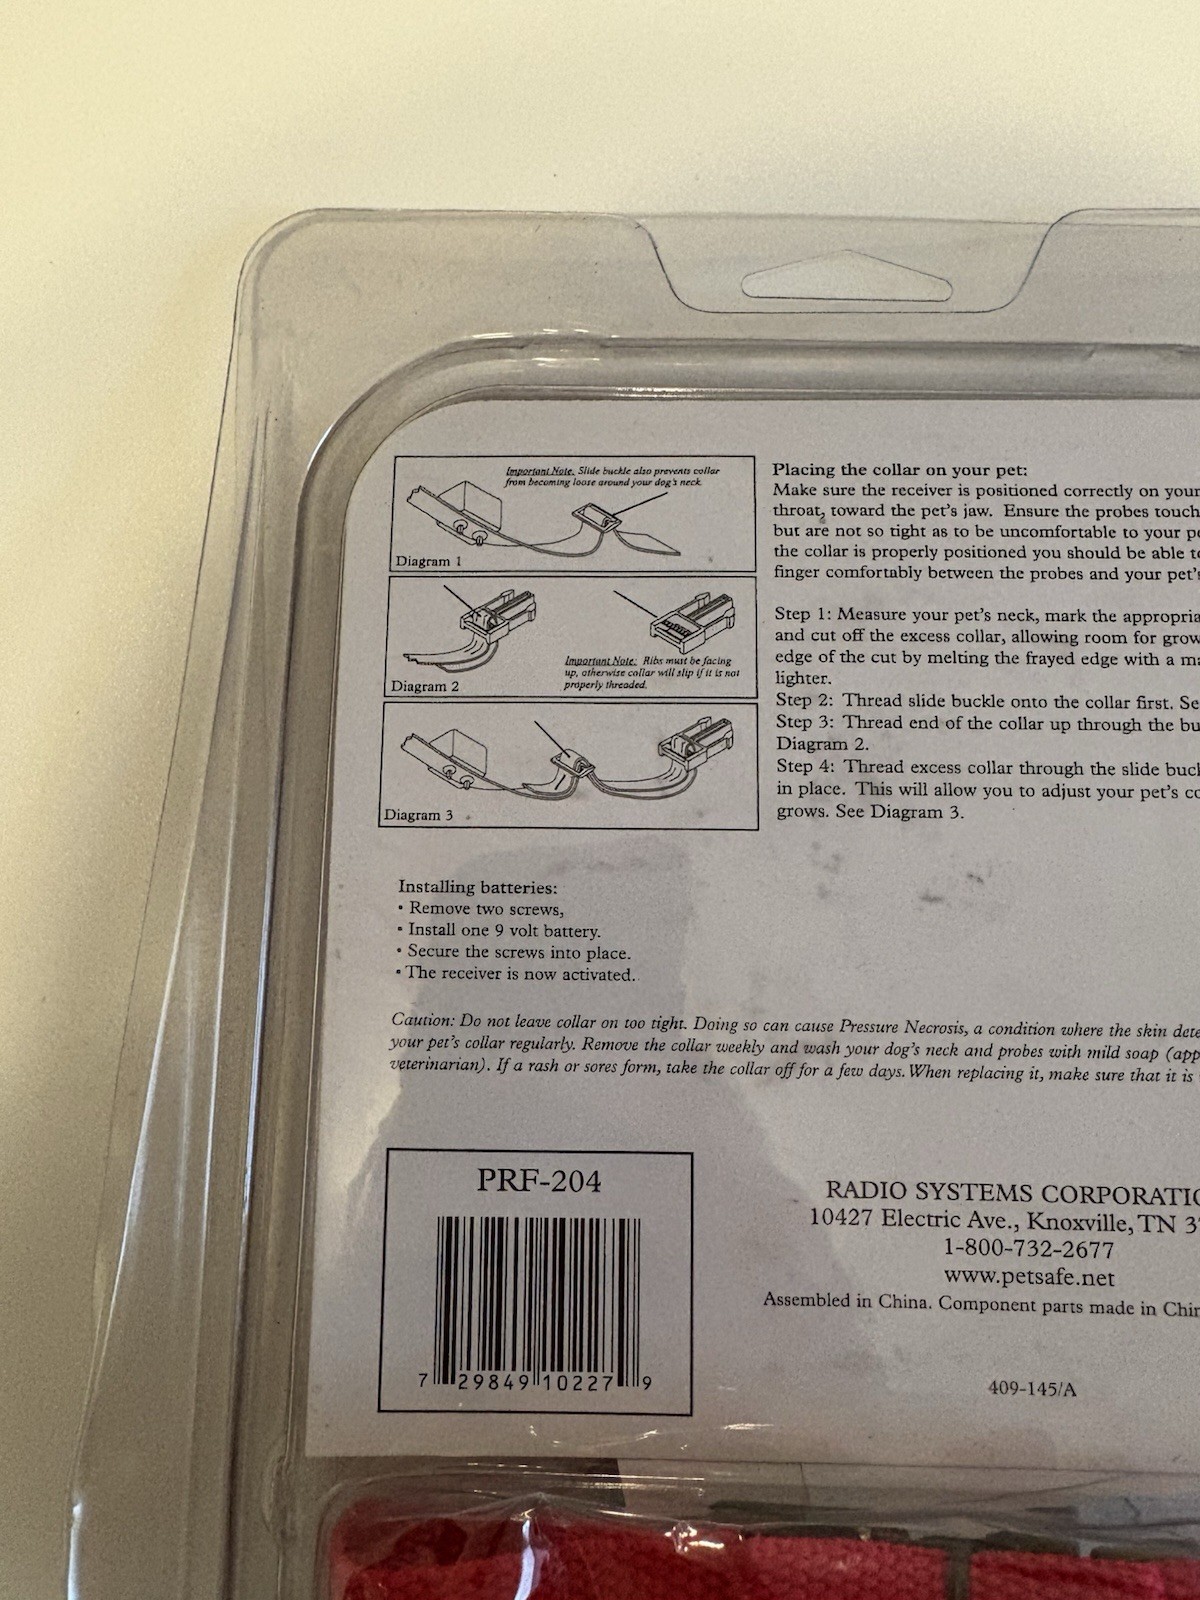 Important Note. Slide buckle also prevents collar
from becoming loose around your dog's neck.
Diagram 1
Important Note: Ribs must be facing
up, otherwise collar will slip if it is not
properly threaded.
Diagram 2
Diagram 3
Placing the collar on your pet:
Make sure the receiver is positioned correctly on your
throat, toward the pet's jaw. Ensure the probes touch
but are not so tight as to be uncomfortable to your
the collar is properly positioned you should be able
finger comfortably between the probes and your pet's
Step 1: Measure your pet's neck, mark the
and cut off the excess collar, allowing room for
edge of the cut by melting the frayed edge with a
lighter.
Step 2: Thread slide buckle onto the collar first.
Step 3: Thread end of the collar up through the
Diagram 2.
Step 4: Thread excess collar through the slide
in place. This will allow you to adjust your pet's
grows. See Diagram 3.
Installing batteries:
• Remove two screws,
• Install one 9 volt battery.
• Secure the screws into place.
• The receiver is now activated.
Caution: Do not leave collar on too tight. Doing so can cause Pressure Necrosis, a condition where the skin
your pet's collar regularly. Remove the collar weekly and wash your dog's neck and probes with mild soap
veterinarian). If a rash or sores form, take the collar off for a few days. When replacing it, make sure that it is
PRF-204
7 29849 10227 9
RADIO SYSTEMS
10427 Electric Ave., Knoxville, TN
1-800-732-2677
www.petsafe.net
Assembled in China. Component parts made in
409-145/A